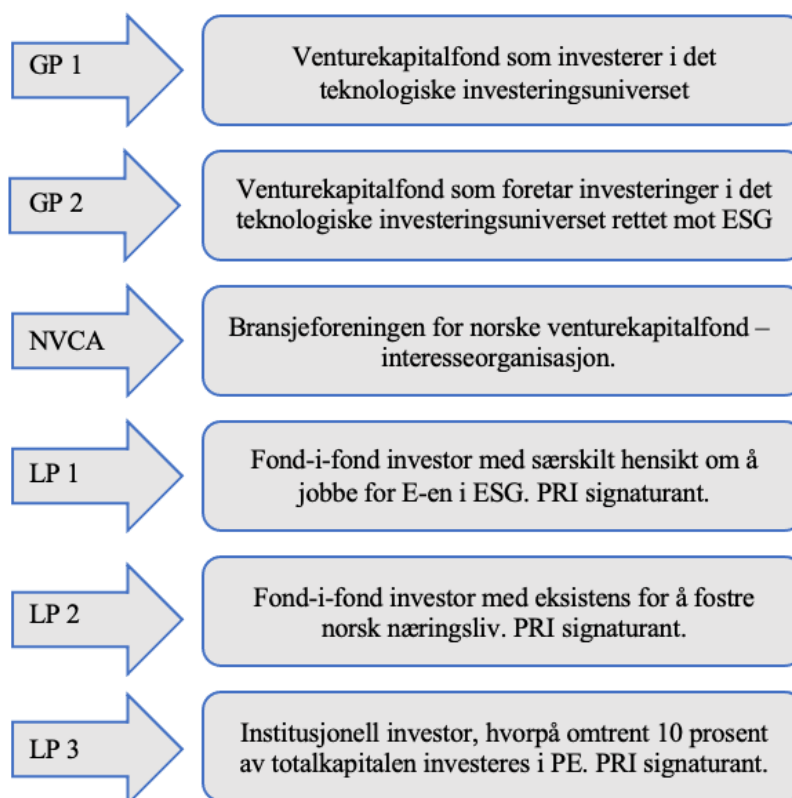 GP 1
Venturekapitalfond som investerer i det
teknologiske investeringsuniverset
GP 2
Venturekapitalfond som foretar investeringer i det
teknologiske investeringsuniverset rettet mot ESG
NVCA
Bransjeforeningen for norske venturekapitalfond –
interesseorganisasjon.
LP 1
Fond-i-fond investor med særskilt hensikt om å
jobbe for E-en i ESG. PRI signaturant.
LP 2
Fond-i-fond investor med eksistens for å fostre
norsk næringsliv. PRI signaturant.
LP 3
Institusjonell investor, hvorpå omtrent 10 prosent
av totalkapitalen investeres i PE. PRI signaturant.